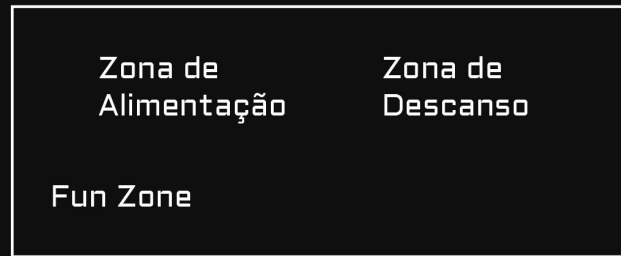 Zona de
Alimentação
Zona de
Descanso
Fun Zone